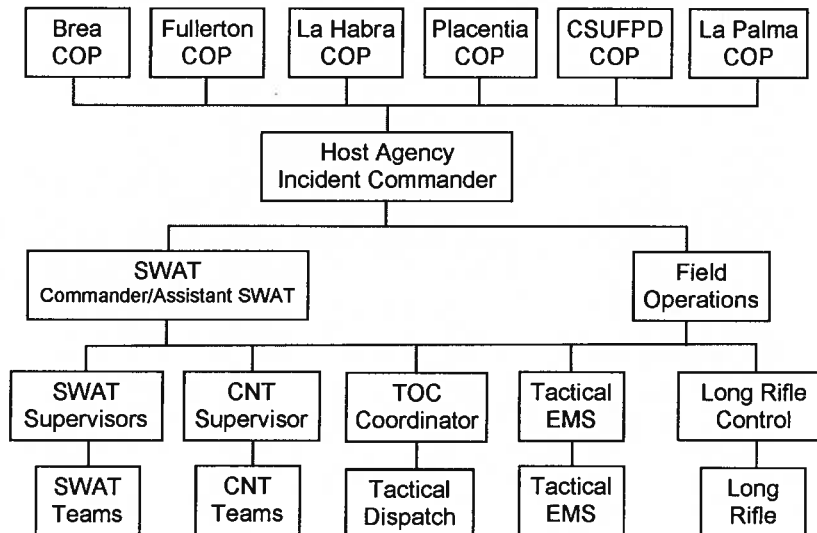 Brea
COP
Fullerton
COP
La Habra
COP
Placentia
COP
CSUFPD
COP
La Palma
COP
Host Agency
Incident Commander
SWAT
Commander/Assistant SWAT
Field
Operations
SWAT
Supervisors
CNT
Supervisor
TOC
Coordinator
Tactical
EMS
Long Rifle
Control
SWAT
Teams
CNT
Teams
Tactical
Dispatch
Tactical
EMS
Long
Rifle